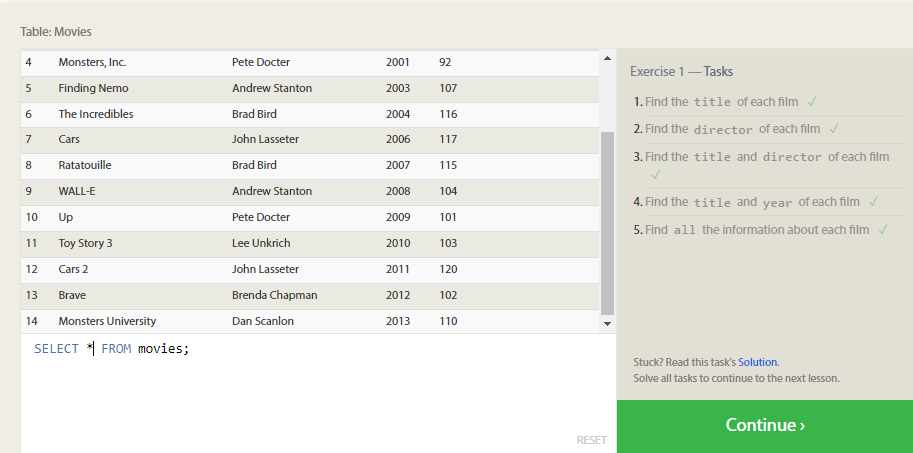 Table: Movies
4 Monsters, Inc. Pete Docter 2001 92
5 Finding Nemo Andrew Stanton 2003 107
6 The Incredibles Brad Bird 2004 116
7 Cars John Lasseter 2006 117
8 Ratatouille Brad Bird 2007 115
9 WALL-E Andrew Stanton 2008 104
10 Up Pete Docter 2009 101
11 Toy Story 3 Lee Unkrich 2010 103
12 Cars 2 John Lasseter 2011 120
13 Brave Brenda Chapman 2012 102
14 Monsters University Dan Scanlon 2013 110
SELECT * FROM movies;
RESET
Exercise 1 — Tasks
1. Find the title of each film ✓
2. Find the director of each film ✓
3. Find the title and director of each film
✓
4. Find the title and year of each film ✓
5. Find all the information about each film ✓
Stuck? Read this task's Solution.
Solve all tasks to continue to the next lesson.
Continue ›